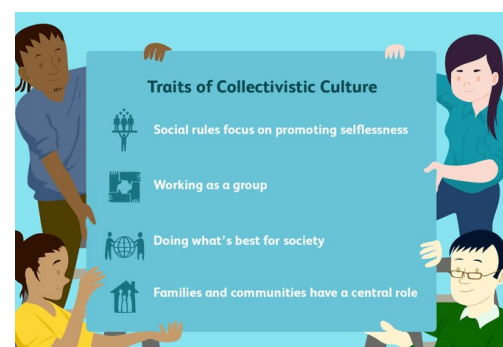 Traits of Collectivistic Culture
Social rules focus on promoting selflessness
Working as a group
Doing what's best for society
Families and communities have a central role